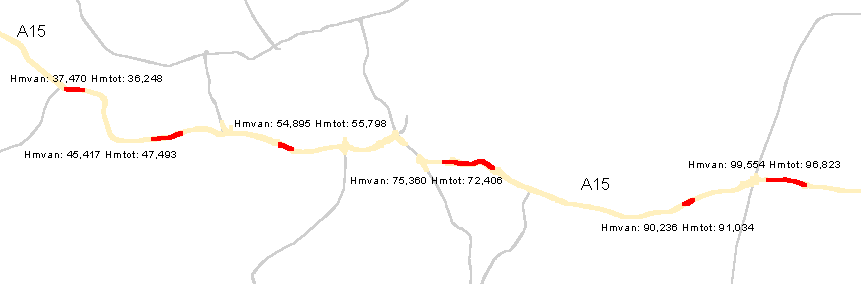 A15
Hmvan: 37,470 Hmtot: 36,248
Hmvan: 54,895 Hmtot: 55,798
Hmvan: 45,417 Hmtot: 47,493
Hmvan: 99,554 Hmtot: 96,823
Hmvan: 75,360 Hmtot: 72,406
A15
Hmvan: 90,236 Hmtot: 91,034